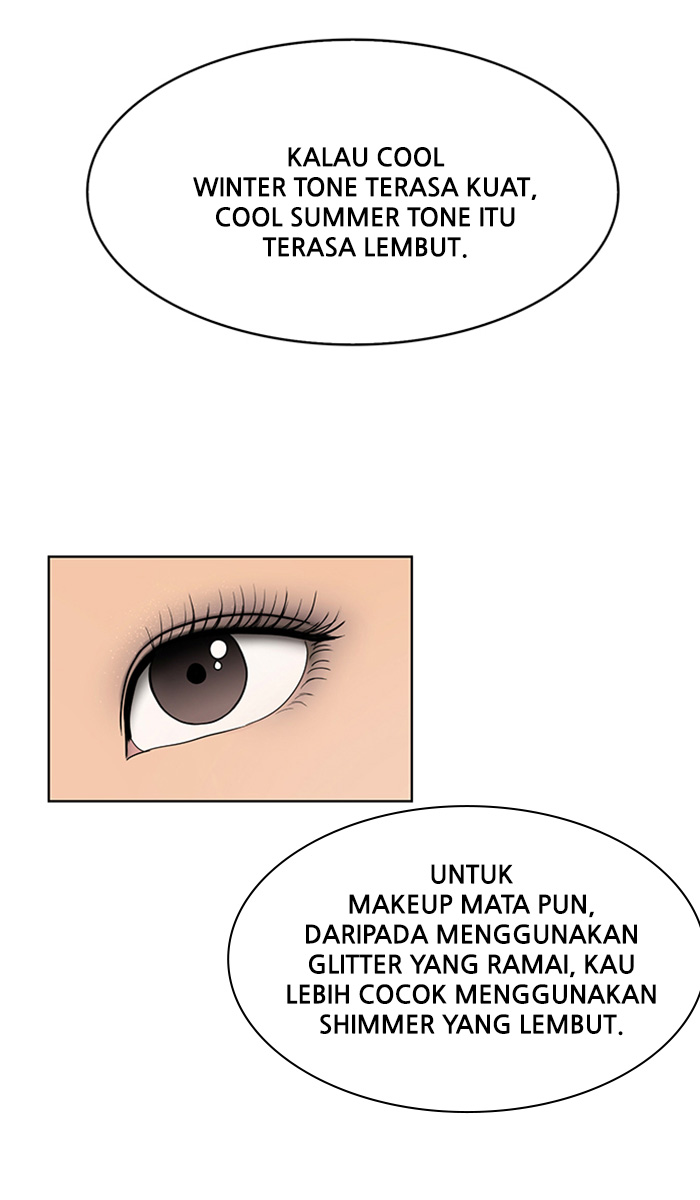 KALAU COOL
WINTER TONE TERASA KUAT,
COOL SUMMER TONE ITU
TERASA LEMBUT.
UNTUK
MAKEUP MATA PUN,
DARIPADA MENGGUNAKAN
GLITTER YANG RAMAI, KAU
LEBIH COCOK MENGGUNAKAN
SHIMMER YANG LEMBUT.